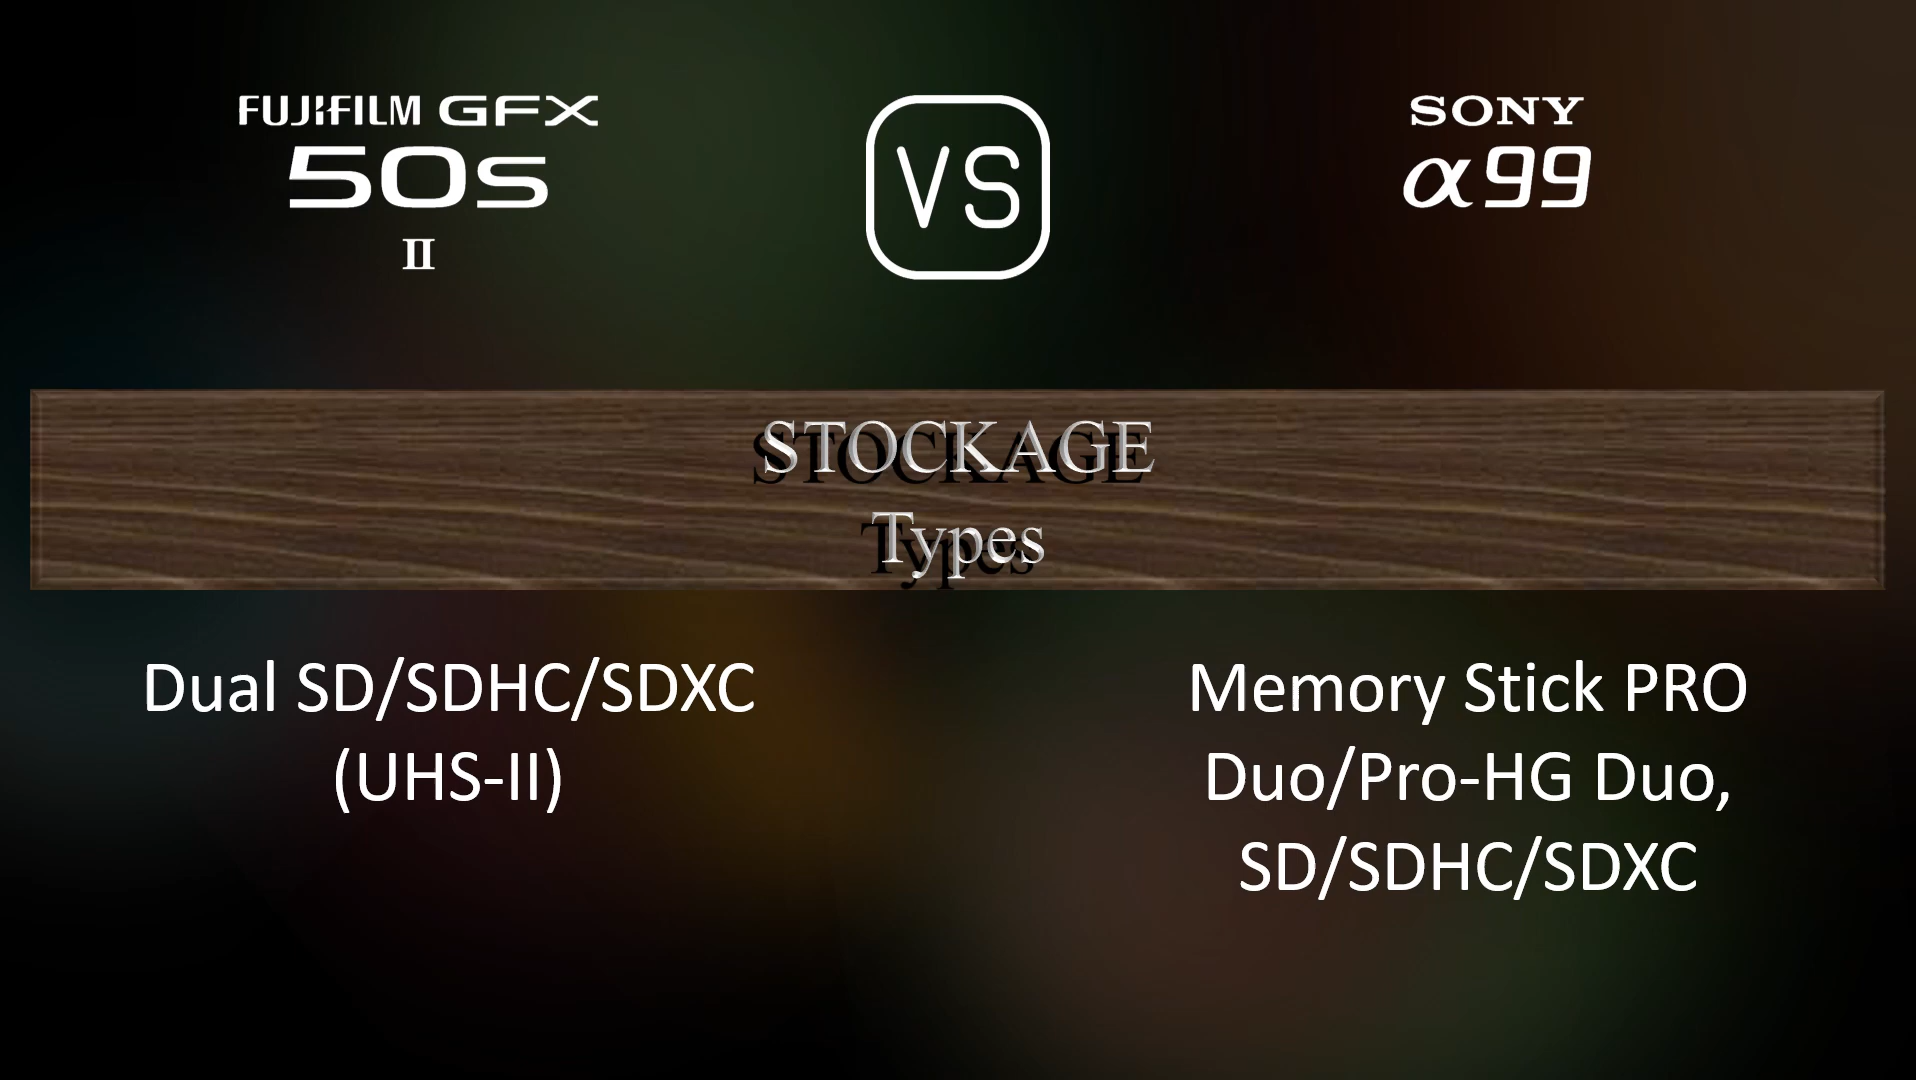 FUJIFILM GFX
50S
II
VS
SONY
α99
STOCKAGE
Types
Dual SD/SDHC/SDXC
(UHS-II)
Memory Stick PRO
Duo/Pro-HG Duo,
SD/SDHC/SDXC